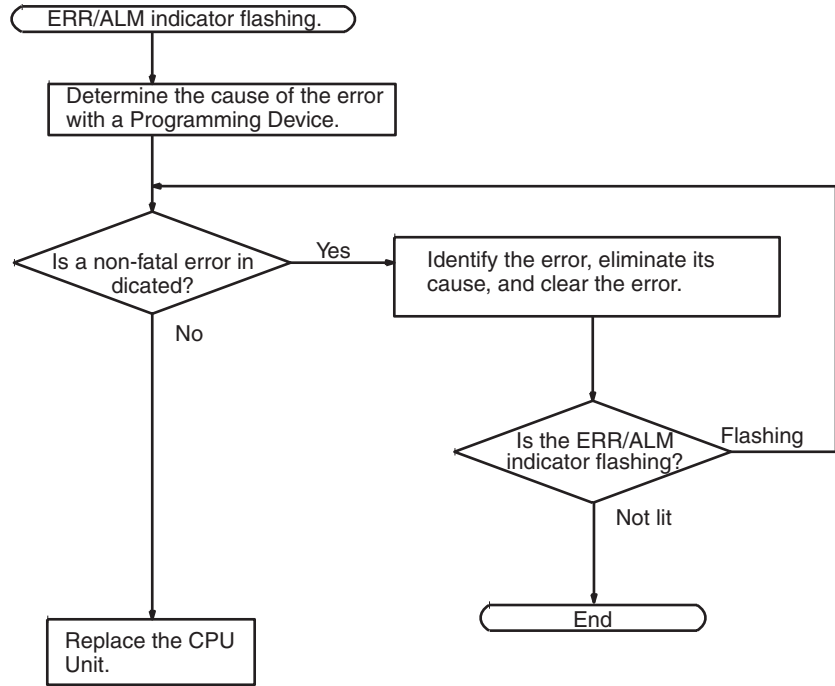 ERR/ALM indicator flashing.
Determine the cause of the error
with a Programming Device.
Is a non-fatal error in
dicated?
Yes
Identify the error, eliminate its
cause, and clear the error.
No
Is the ERR/ALM
indicator flashing?
Flashing
Not lit
End
Replace the CPU
Unit.